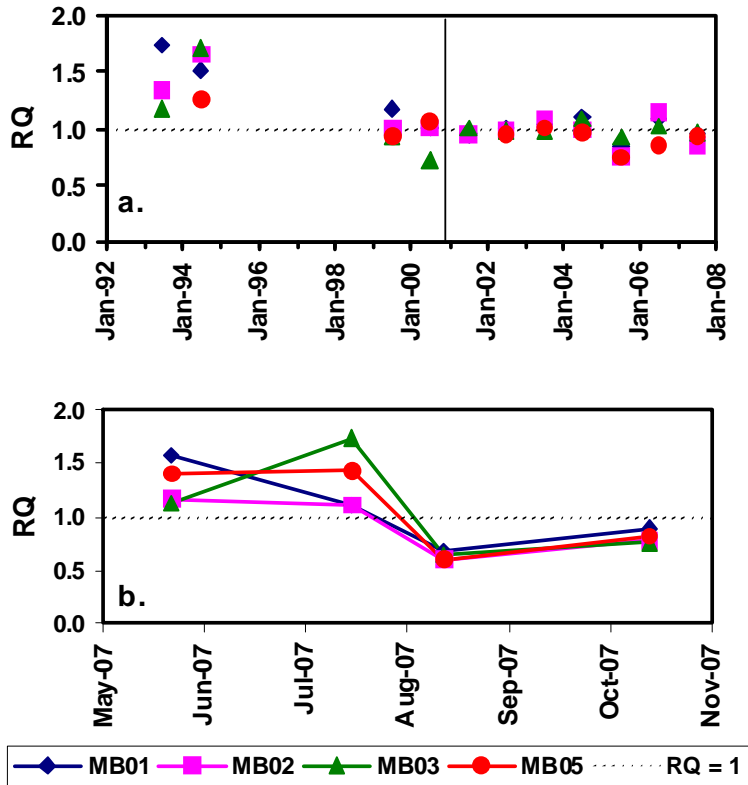 2.0
1.5
1.0
0.5
0.0
RQ
a.
Jan-92
Jan-94
Jan-96
Jan-98
Jan-00
Jan-02
Jan-04
Jan-06
Jan-08
2.0
1.5
1.0
0.5
0.0
RQ
b.
May-07
Jun-07
Jul-07
Aug-07
Sep-07
Oct-07
Nov-07
MB01 MB02 MB03 MB05 RQ = 1